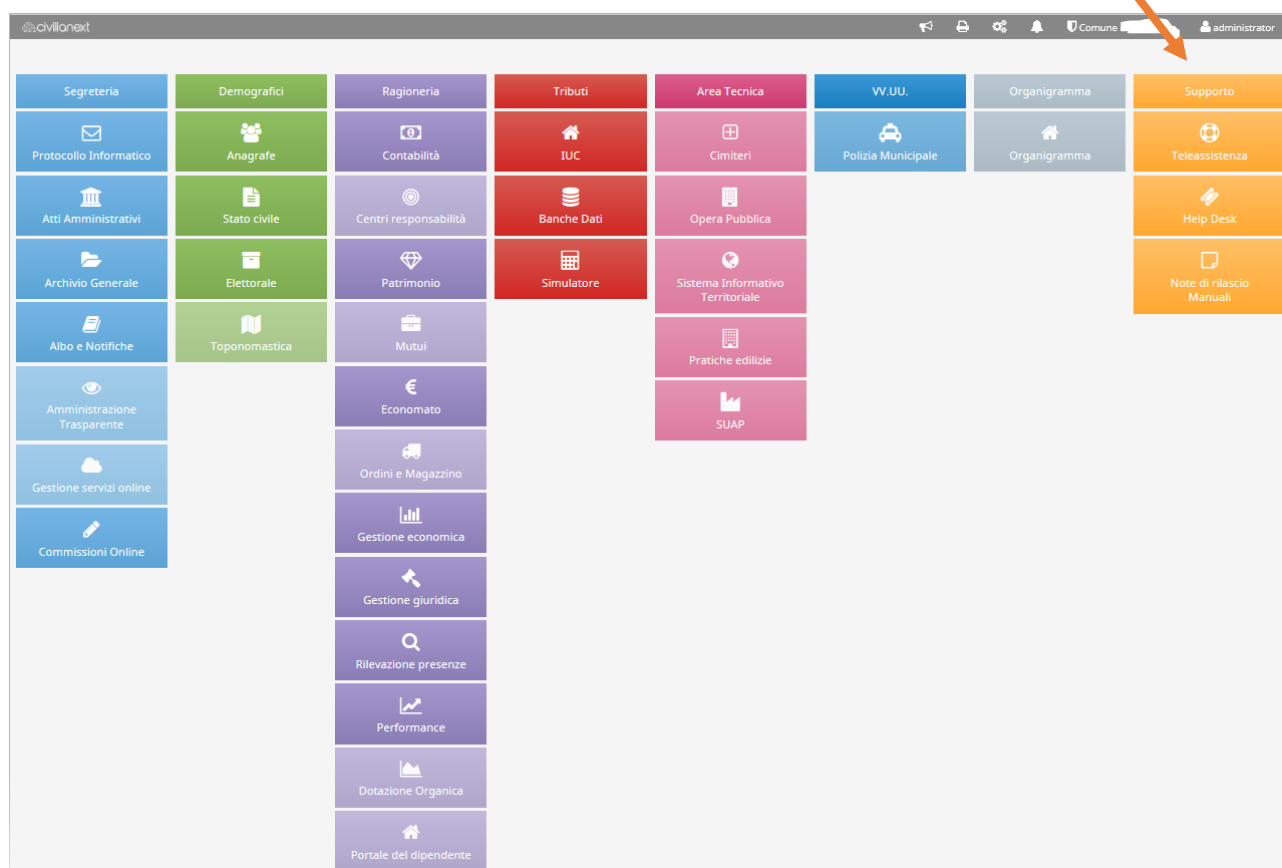 civilianext
Comune
administrator
Segreteria
Protocollo Informatico
Atti Amministrativi
Archivio Generale
Albo e Notifiche
Amministrazione
Trasparente
Gestione servizi online
Commissioni Online
Demografici
Anagrafe
Stato civile
Elettorale
Toponomastica
Ragioneria
Contabilità
Centri responsabilità
Patrimonio
Mutui
Economato
Ordini e Magazzino
Gestione economica
Gestione giuridica
Rilevazione presenze
Performance
Dotazione Organica
Portale del dipendente
Tributi
IUC
Banche Dati
Simulatore
Area Tecnica
Cimiteri
Opera Pubblica
Sistema Informativo
Territoriale
Pratiche edilizie
SUAP
VV.UU.
Polizia Municipale
Organigramma
Organigramma
Supporto
Teleassistenza
Help Desk
Note di rilascio
Manuali